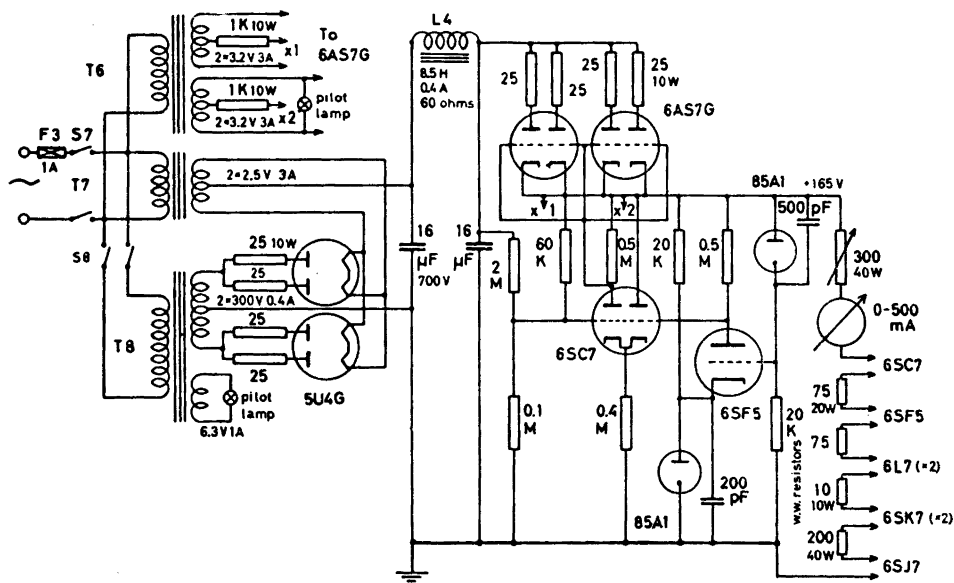 1K 10W
x1
2=3.2V 3A
To
6AS7G
T6
1K 10W
x2
2=3.2V 3A
pilot
lamp
L4
8.5H
0.4A
60 ohms
25
25
25
25
10W
6AS7G
F3
S7
1A
T7
2=2.5V 3A
x 1
x 2
85A1
+165V
500 pF
S8
25 10W
25
2=300V 0.4A
25
25
5U4G
T8
pilot
lamp
6.3V1A
16
µF
700V
16
µF
2
M
60
K
0.5
M
20
K
0.5
M
300
40W
0-500
mA
6SC7
6SF5
0.1
M
0.4
M
85A1
200
pF
20
K
w.w. resistors
6SC7
75
20W
6SF5
75
6L7 (×2)
10
10W
6SK7 (×2)
200
40W
6SJ7